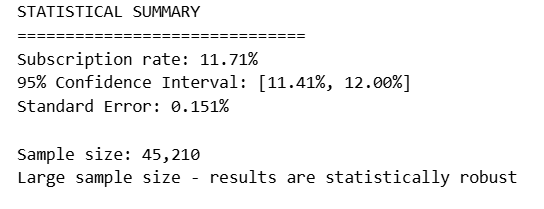 STATISTICAL SUMMARY
==============================
Subscription rate: 11.71%
95% Confidence Interval: [11.41%, 12.00%]
Standard Error: 0.151%
Sample size: 45,210
Large sample size - results are statistically robust